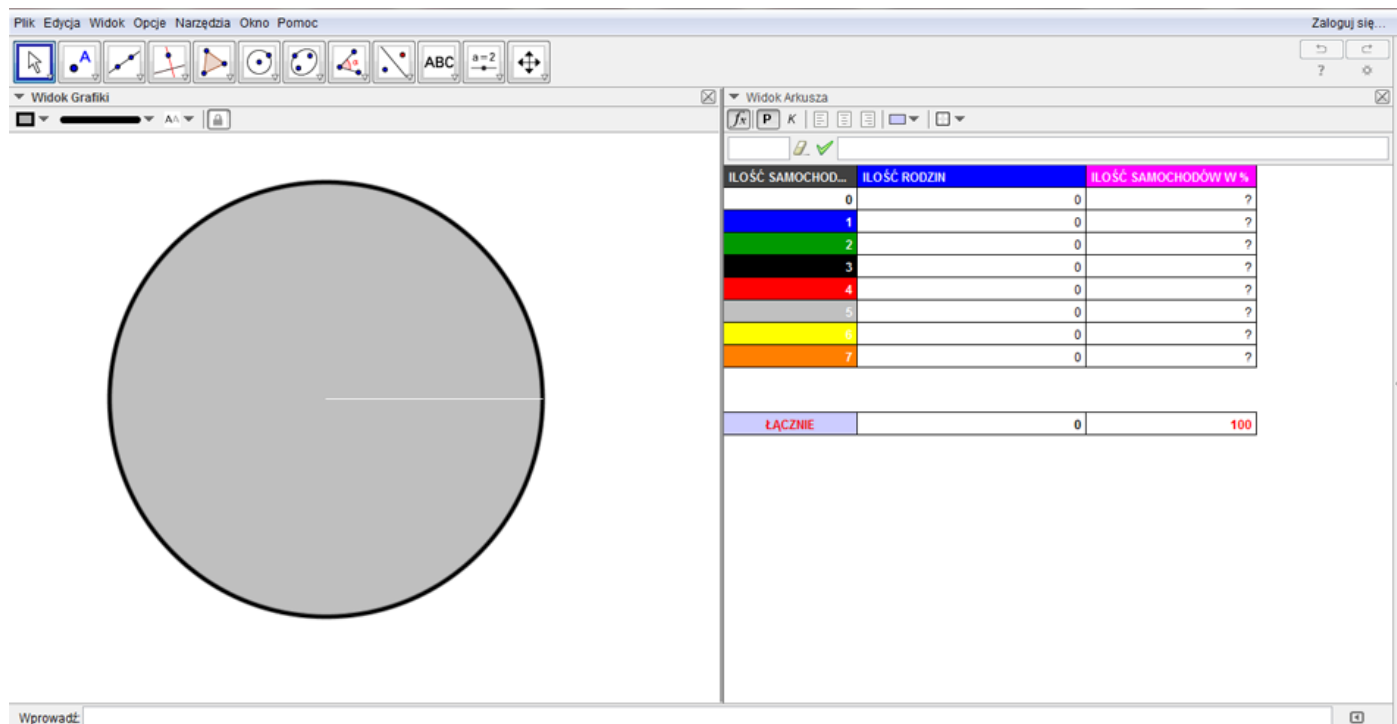 Plik Edycja Widok Opcje Narzędzia Okno Pomoc
Zaloguj się...
A
α
ABC
a=2
?
Widok Grafiki
Widok Arkusza
AA
fx P K
ILOŚĆ SAMOCHOD... ILOŚĆ RODZIN ILOŚĆ SAMOCHODÓW W %
0 0 ?
1 0 ?
2 0 ?
3 0 ?
4 0 ?
5 0 ?
6 0 ?
7 0 ?
ŁĄCZNIE 0 100
Wprowadź: